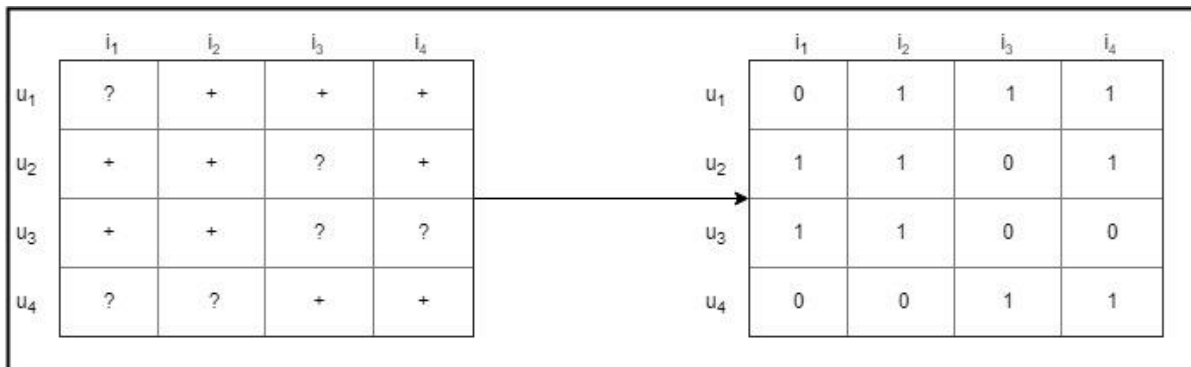 i₁ i₂ i₃ i₄ i₁ i₂ i₃ i₄
u₁ ? + + + u₁ 0 1 1 1
u₂ + + ? + u₂ 1 1 0 1
u₃ + + ? ? u₃ 1 1 0 0
u₄ ? ? + + u₄ 0 0 1 1